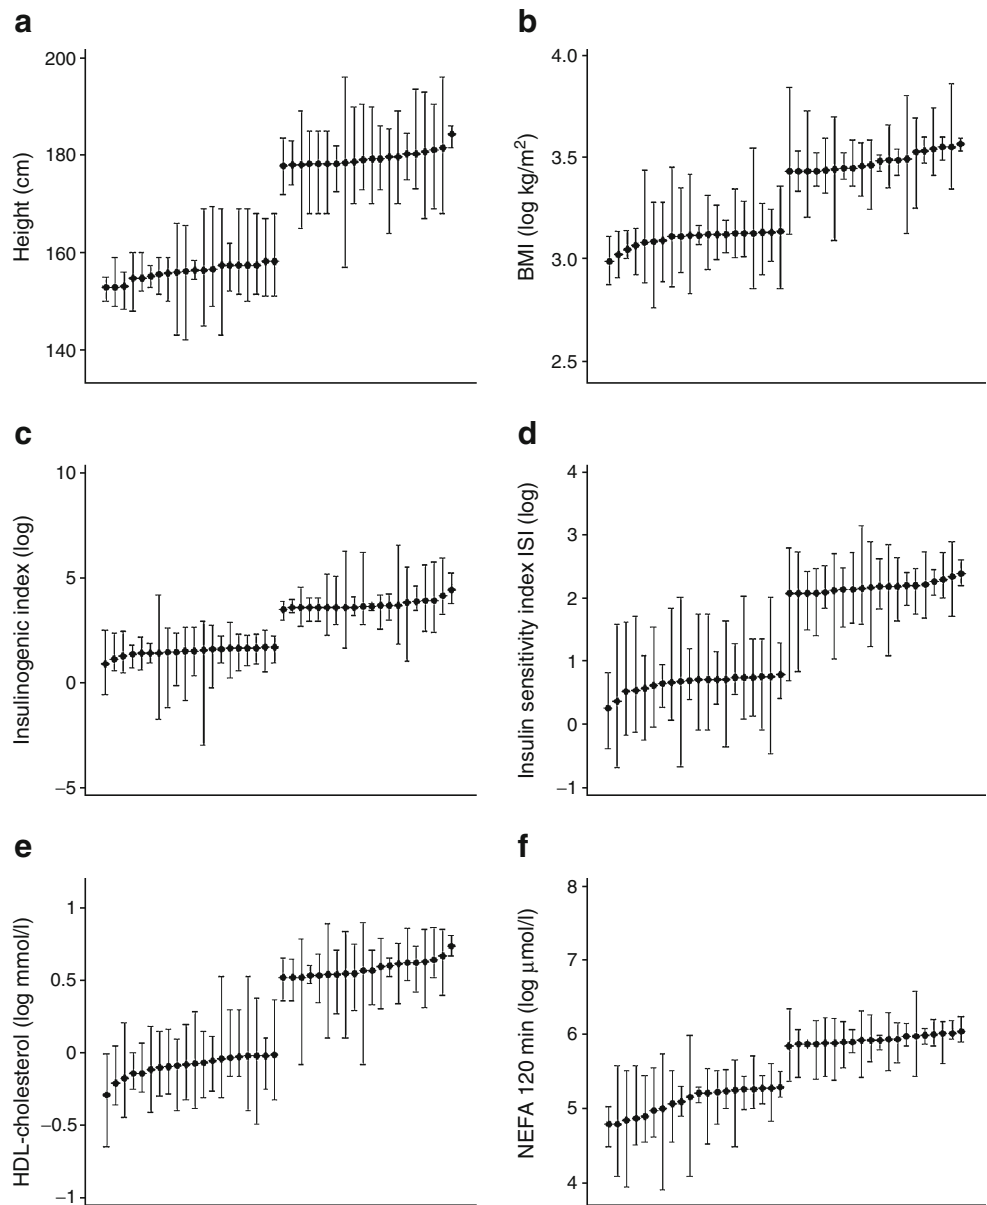 a
200
180
160
140
Height (cm)
b
4.0
3.5
3.0
2.5
BMI (log kg/m²)
c
10
5
0
–5
Insulinogenic index (log)
d
4
3
2
1
0
–1
Insulin sensitivity index ISI (log)
e
1
0.5
0
–0.5
–1
HDL-cholesterol (log mmol/l)
f
8
7
6
5
4
NEFA 120 min (log μmol/l)